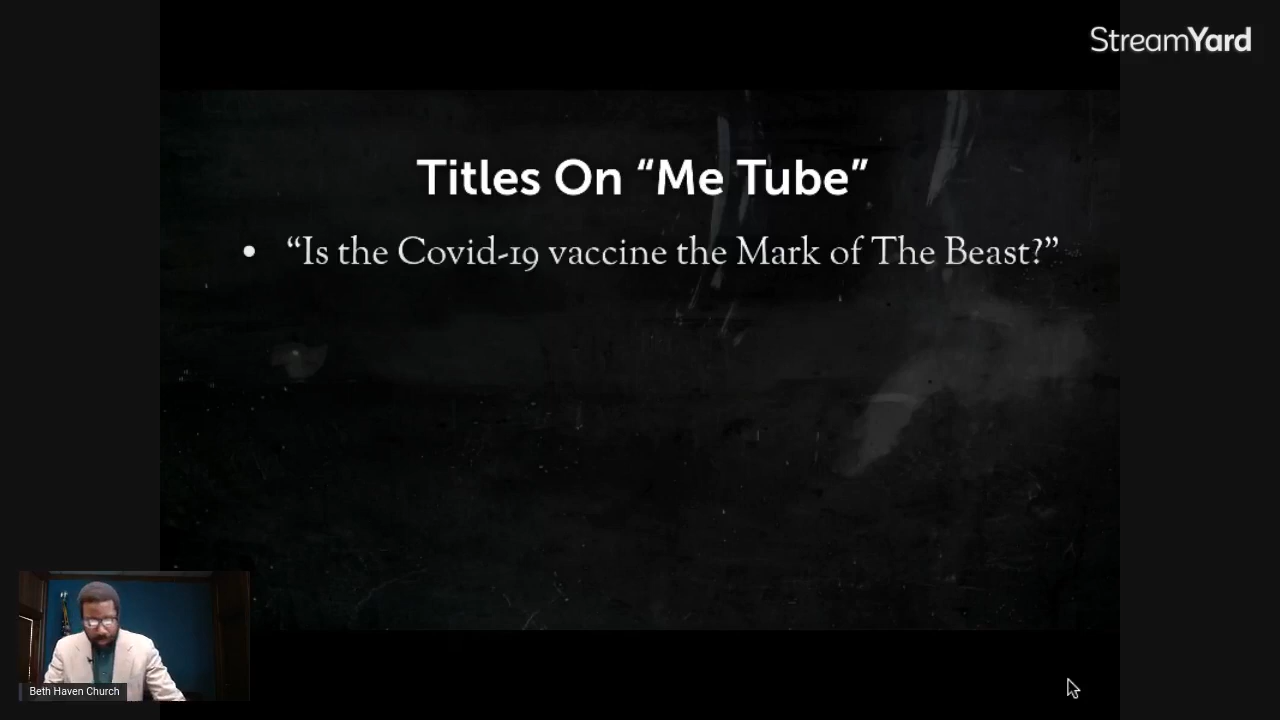 StreamYard
Titles On “Me Tube”
• “Is the Covid-19 vaccine the Mark of The Beast?”
Beth Haven Church